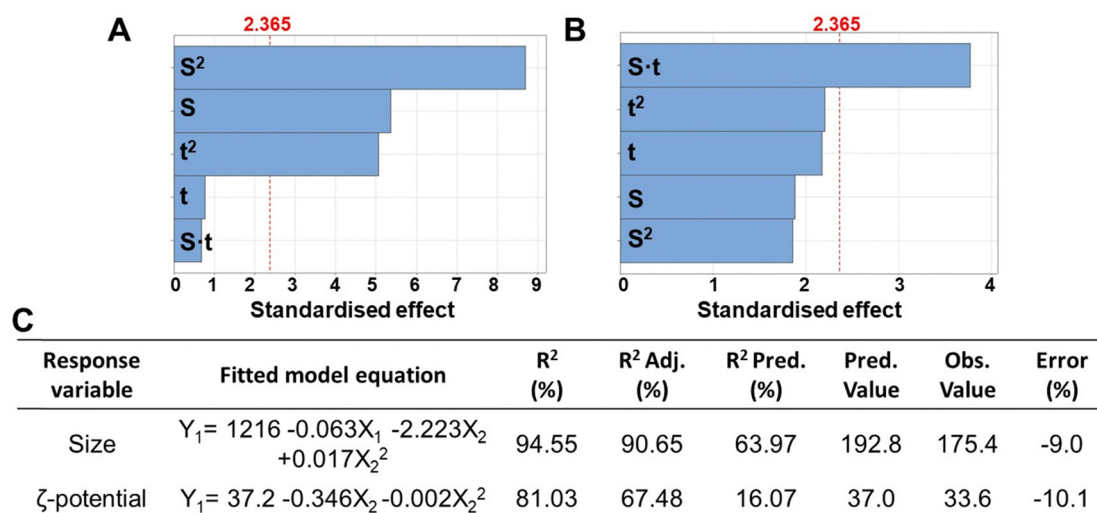 A
2.365
S²
S
t²
t
S·t
0 1 2 3 4 5 6 7 8 9
Standardised effect
B
2.365
S·t
t²
t
S
S²
0 1 2 3 4
Standardised effect
C
Response variable Fitted model equation R² (%) R² Adj. (%) R² Pred. (%) Pred. Value Obs. Value Error (%)
Size Y₁= 1216 -0.063X₁ -2.223X₂ +0.017X₂² 94.55 90.65 63.97 192.8 175.4 -9.0
ζ-potential Y₁= 37.2 -0.346X₂ -0.002X₂² 81.03 67.48 16.07 37.0 33.6 -10.1